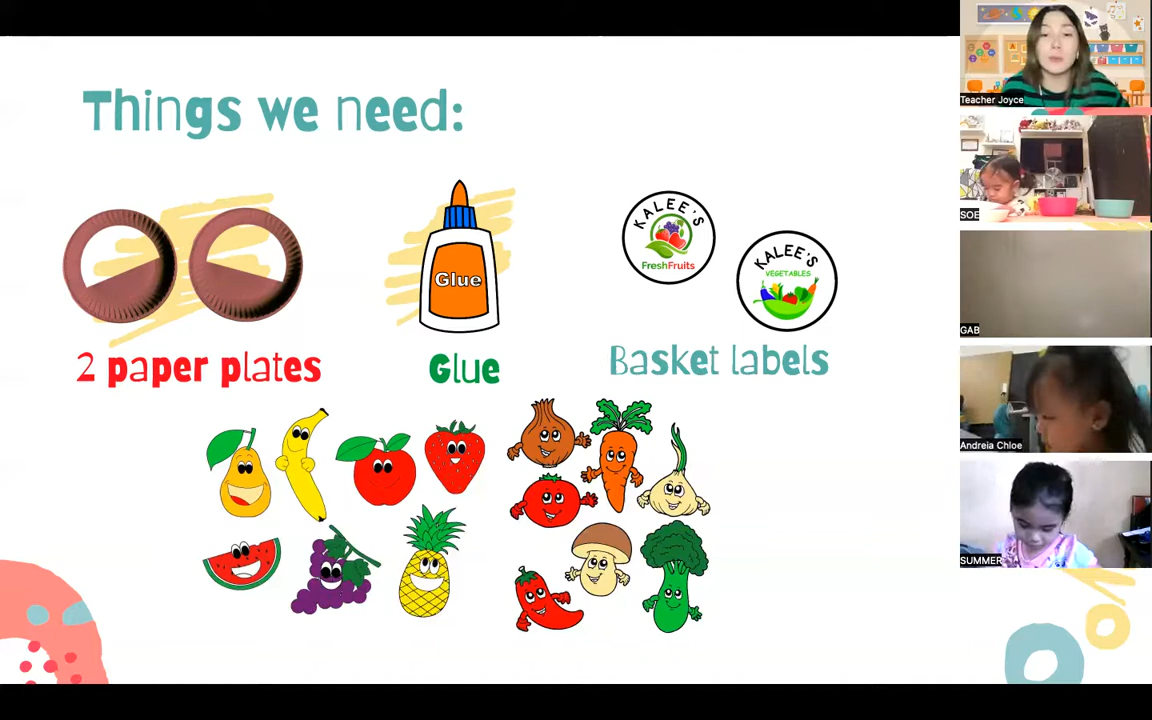 Things we need:
Glue
KALEE'S
FreshFruits
KALEE'S
VEGETABLES
2 paper plates
Glue
Basket labels
Teacher Joyce
SOE
GAB
Andreia Chloe
SUMMER